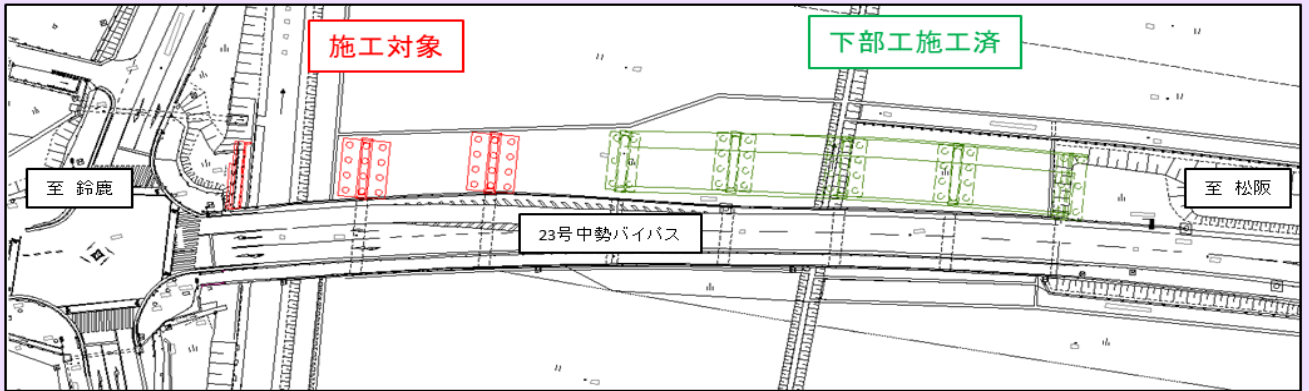 施工対象
下部工施工済
至 鈴鹿
至 松阪
23号中勢バイパス